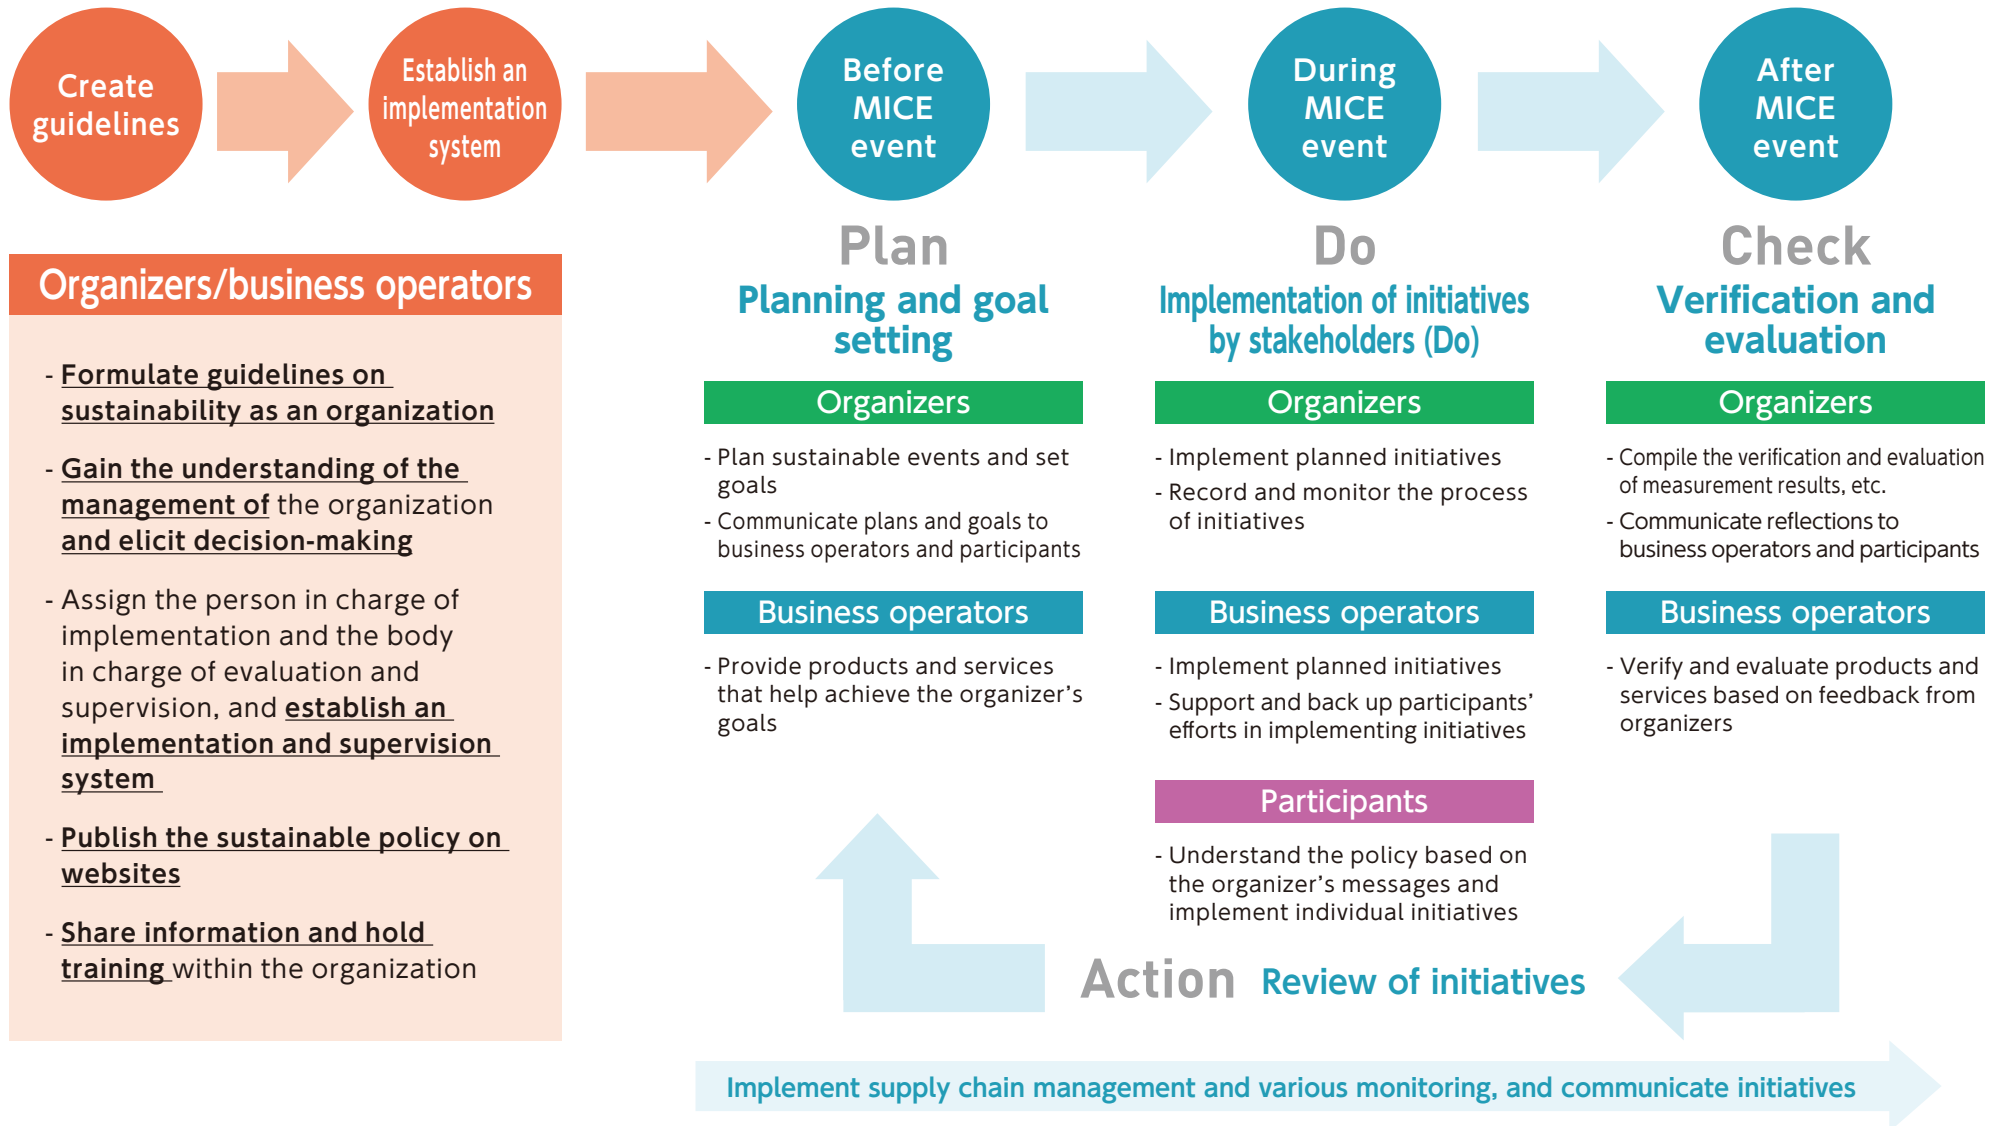 Create
guidelines
Establish an
implementation
system
Before
MICE
event
During
MICE
event
After
MICE
event
Organizers/business operators
- Formulate guidelines on
sustainability as an organization
- Gain the understanding of the
management of the organization
and elicit decision-making
- Assign the person in charge of
implementation and the body
in charge of evaluation and
supervision, and establish an
implementation and supervision
system
- Publish the sustainable policy on
websites
- Share information and hold
training within the organization
Plan
Planning and goal
setting
Organizers
- Plan sustainable events and set
goals
- Communicate plans and goals to
business operators and participants
Business operators
- Provide products and services
that help achieve the organizer's
goals
Do
Implementation of initiatives
by stakeholders (Do)
Organizers
- Implement planned initiatives
- Record and monitor the process
of initiatives
Business operators
- Implement planned initiatives
- Support and back up participants'
efforts in implementing initiatives
Participants
- Understand the policy based on
the organizer's messages and
implement individual initiatives
Check
Verification and
evaluation
Organizers
- Compile the verification and evaluation
of measurement results, etc.
- Communicate reflections to
business operators and participants
Business operators
- Verify and evaluate products and
services based on feedback from
organizers
Action Review of initiatives
Implement supply chain management and various monitoring, and communicate initiatives